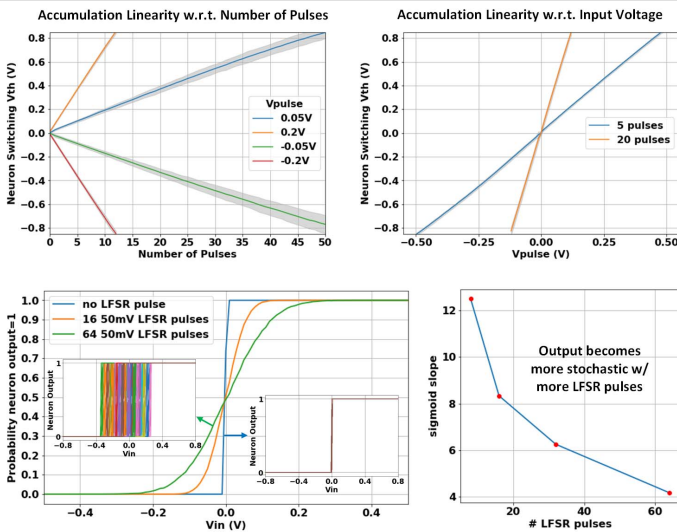 Accumulation Linearity w.r.t. Number of Pulses
Neuron Switching Vth (V)
0.8
0.6
0.4
0.2
0.0
−0.2
−0.4
−0.6
−0.8
Vpulse
0.05V
0.2V
-0.05V
-0.2V
0 5 10 15 20 25 30 35 40 45 50
Number of Pulses
Accumulation Linearity w.r.t. Input Voltage
Neuron Switching Vth (V)
0.8
0.6
0.4
0.2
0.0
−0.2
−0.4
−0.6
−0.8
5 pulses
20 pulses
−0.50 −0.25 0.00 0.25 0.50
Vpulse (V)
Probability neuron output=1
1.0
0.9
0.8
0.7
0.6
0.5
0.4
0.3
0.2
0.1
0.0
no LFSR pulse
16 50mV LFSR pulses
64 50mV LFSR pulses
Neuron Output
1
0
−0.8 −0.4 0.0 0.4 0.8
Vin
Neuron Output
1
0
−0.8 −0.4 0.0 0.4 0.8
Vin
−0.4 −0.2 0.0 0.2 0.4
Vin (V)
sigmoid slope
12
10
8
6
4
Output becomes
more stochastic w/
more LFSR pulses
20 40 60
# LFSR pulses